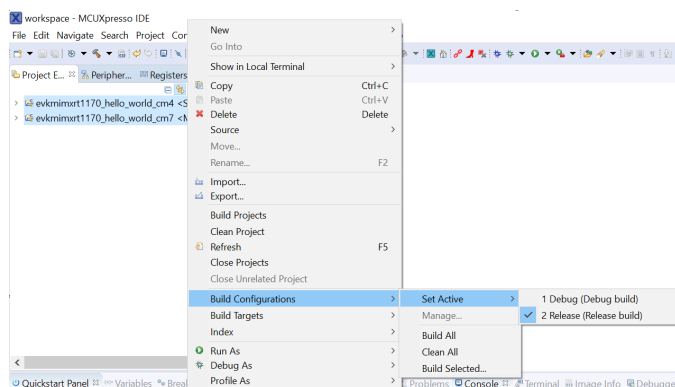 workspace - MCUXpresso IDE
File Edit Navigate Search Project
Project E... Peripher... Registers
evkmimxrt1170_hello_world_cm4
evkmimxrt1170_hello_world_cm7
New
Go Into
Show in Local Terminal
Copy Ctrl+C
Paste Ctrl+V
Delete Delete
Source
Move...
Rename... F2
Import...
Export...
Build Projects
Clean Project
Refresh F5
Close Projects
Close Unrelated Project
Build Configurations
Build Targets
Index
Run As
Debug As
Profile As
Set Active
Manage...
Build All
Clean All
Build Selected...
1 Debug (Debug build)
2 Release (Release build)
Quickstart Panel Variables Problems Console Terminal Image Info